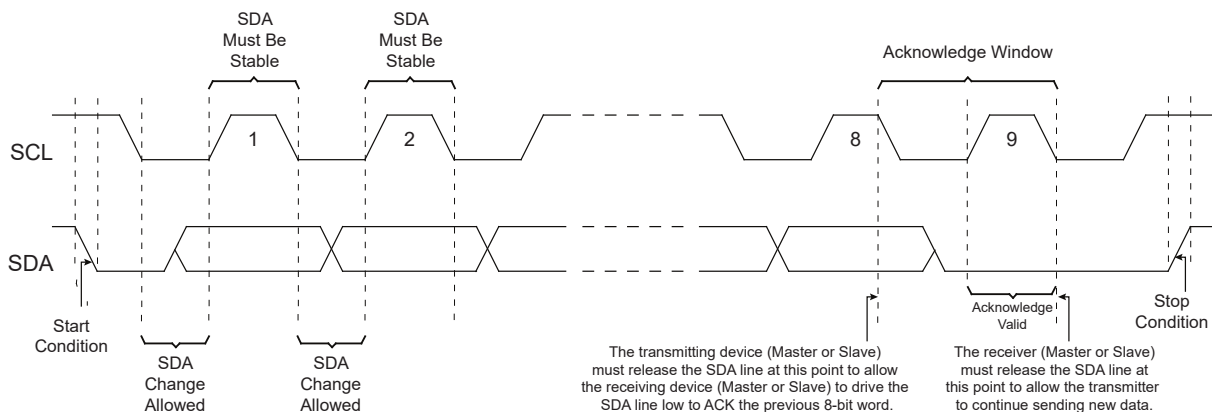 SDA
Must Be
Stable
SDA
Must Be
Stable
Acknowledge Window
SCL
1
2
8
9
SDA
Start
Condition
SDA
Change
Allowed
SDA
Change
Allowed
Acknowledge
Valid
Stop
Condition
The transmitting device (Master or Slave)
must release the SDA line at this point to allow
the receiving device (Master or Slave) to drive the
SDA line low to ACK the previous 8-bit word.
The receiver (Master or Slave)
must release the SDA line at
this point to allow the transmitter
to continue sending new data.